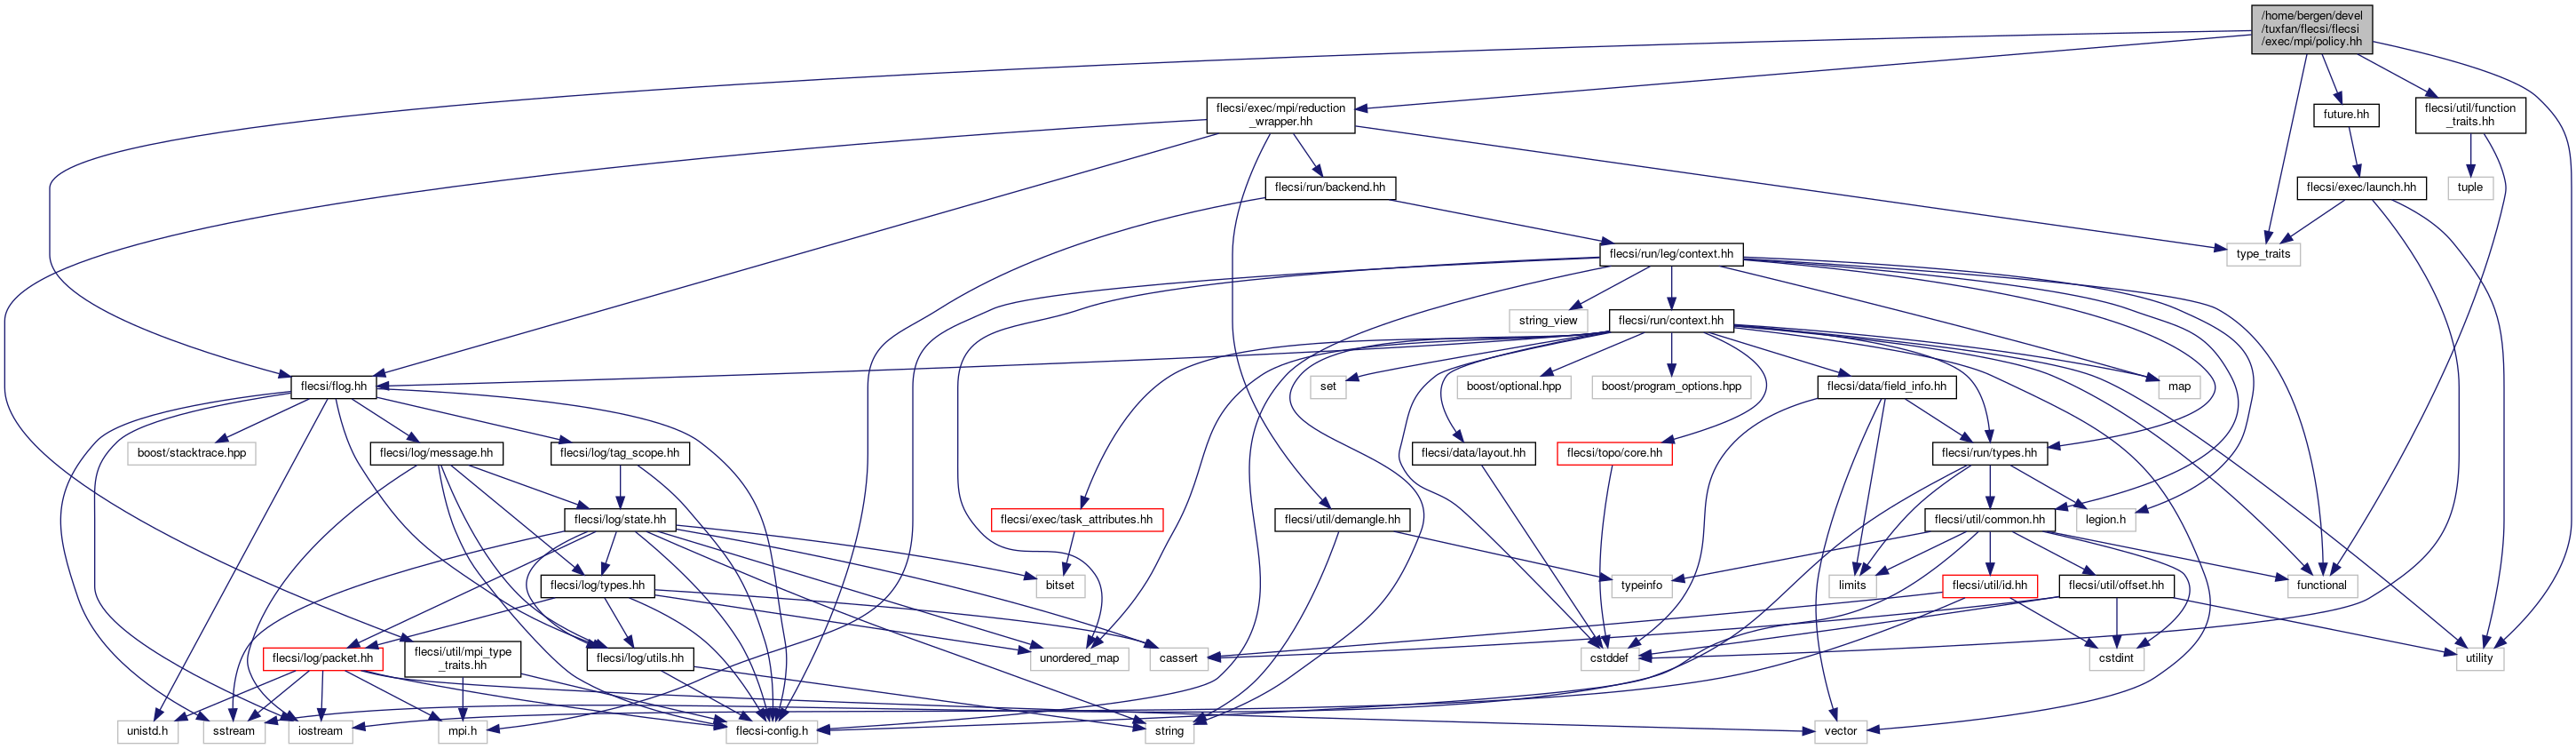 /home/bergen/devel
/tuxfan/flecsi/flecsi
/exec/mpi/policy.hh
flecsi/exec/mpi/reduction
_wrapper.hh
future.hh
flecsi/util/function
_traits.hh
flecsi/run/backend.hh
flecsi/exec/launch.hh
tuple
flecsi/run/leg/context.hh
type_traits
string_view
flecsi/run/context.hh
flecsi/flog.hh
set
boost/optional.hpp
boost/program_options.hpp
flecsi/data/field_info.hh
map
boost/stacktrace.hpp
flecsi/log/message.hh
flecsi/log/tag_scope.hh
flecsi/data/layout.hh
flecsi/topo/core.hh
flecsi/run/types.hh
flecsi/log/state.hh
flecsi/exec/task_attributes.hh
flecsi/util/demangle.hh
flecsi/util/common.hh
legion.h
flecsi/log/types.hh
bitset
typeinfo
limits
flecsi/util/id.hh
flecsi/util/offset.hh
functional
flecsi/log/packet.hh
flecsi/util/mpi_type
_traits.hh
flecsi/log/utils.hh
unordered_map
cassert
cstddef
cstdint
utility
unistd.h
sstream
iostream
mpi.h
flecsi-config.h
string
vector